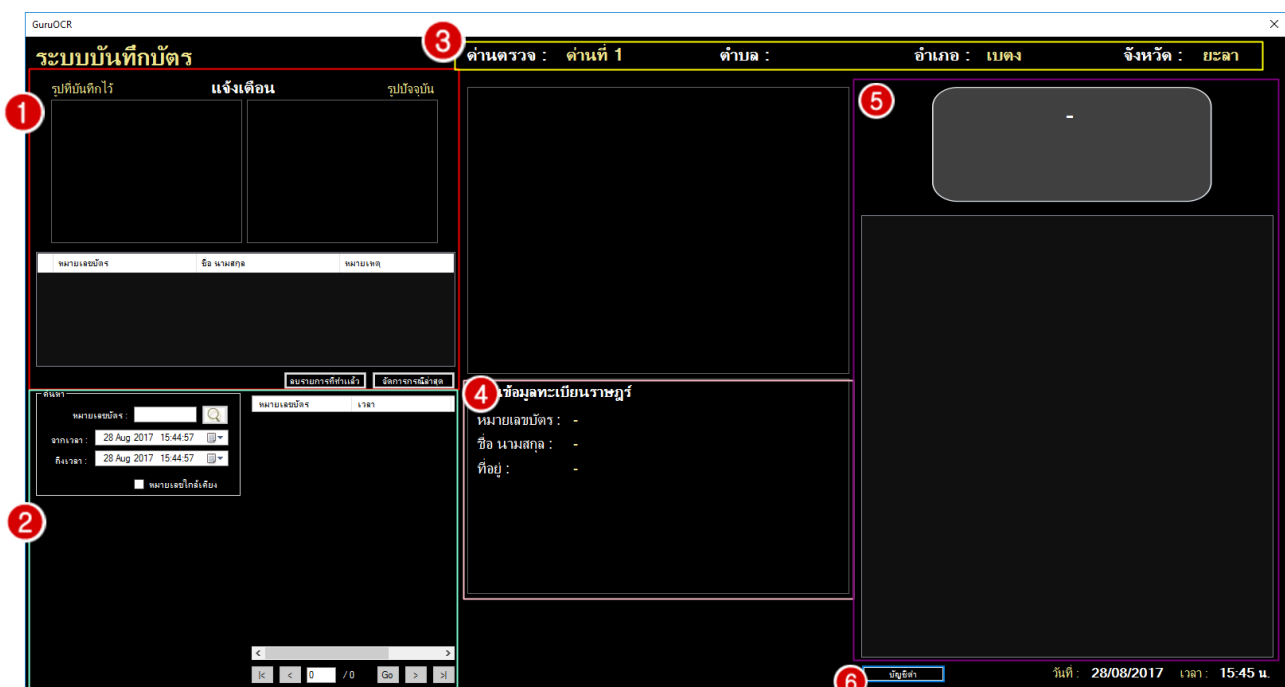 GuruOCR
ระบบบันทึกบัตร
3
ด่านตรวจ : ด่านที่ 1 ตำบล : อำเภอ : เบตง จังหวัด : ยะลา
1
รูปที่บันทึกไว้ แจ้งเตือน รูปปัจจุบัน
หมายเลขบัตร ชื่อ นามสกุล หมายเหตุ
ลบรายการที่ทำแล้ว จัดการกรณีล่าสุด
2
ค้นหา
หมายเลขบัตร :
จากเวลา : 28 Aug 2017 15:44:57
ถึงเวลา : 28 Aug 2017 15:44:57
หมายเลขใกล้เคียง
หมายเลขบัตร เวลา
< >
|< < 0 / 0 Go > >|
4
ข้อมูลทะเบียนราษฎร์
หมายเลขบัตร : -
ชื่อ นามสกุล : -
ที่อยู่ : -
5
-
6
บัญชีดำ
วันที่ : 28/08/2017 เวลา : 15:45 น.